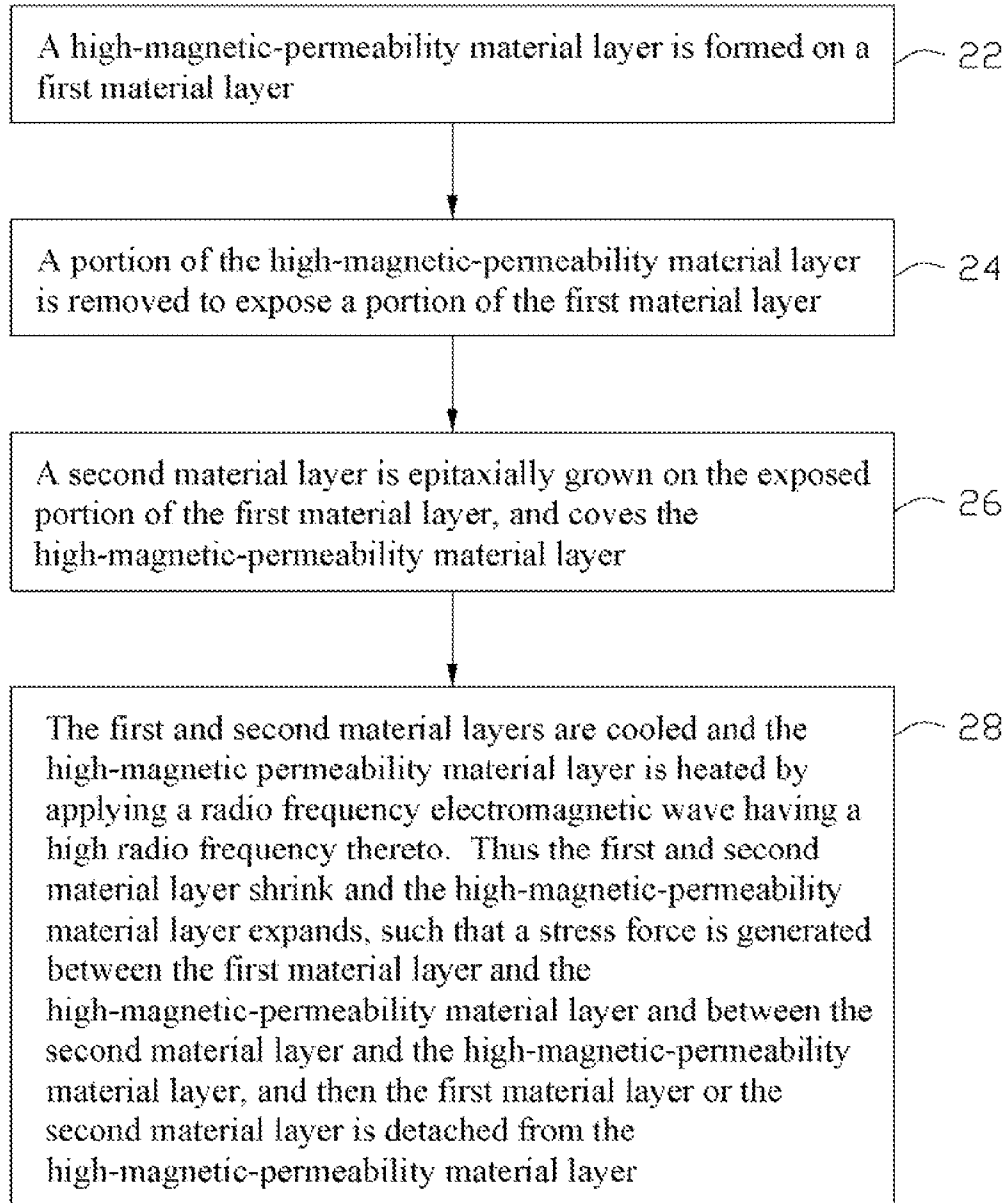 A high-magnetic-permeability material layer is formed on a
first material layer
22
A portion of the high-magnetic-permeability material layer
is removed to expose a portion of the first material layer
24
A second material layer is epitaxially grown on the exposed
portion of the first material layer, and coves the
high-magnetic-permeability material layer
26
The first and second material layers are cooled and the
high-magnetic permeability material layer is heated by
applying a radio frequency electromagnetic wave having a
high radio frequency thereto. Thus the first and second
material layer shrink and the high-magnetic-permeability
material layer expands, such that a stress force is generated
between the first material layer and the
high-magnetic-permeability material layer and between the
second material layer and the high-magnetic-permeability
material layer, and then the first material layer or the
second material layer is detached from the
high-magnetic-permeability material layer
28